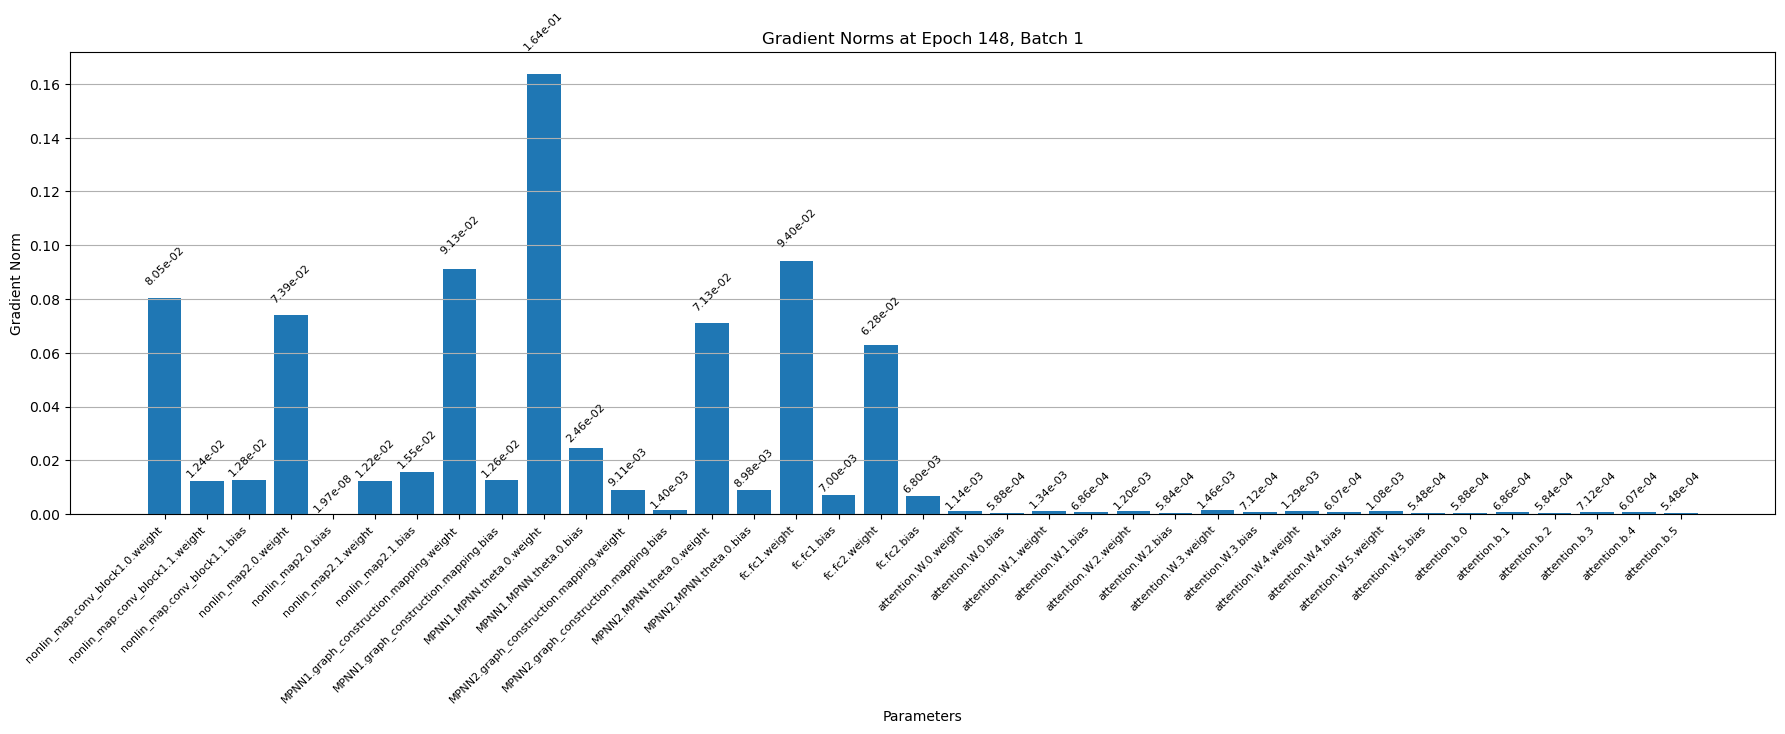 Gradient Norms at Epoch 148, Batch 1
Gradient Norm
0.16
0.14
0.12
0.10
0.08
0.06
0.04
0.02
0.00
8.05e-02
1.24e-02
1.28e-02
7.39e-02
1.97e-08
1.22e-02
1.55e-02
9.13e-02
1.26e-02
1.64e-01
2.46e-02
9.11e-03
1.40e-03
7.13e-02
8.98e-03
9.40e-02
7.00e-03
6.28e-02
6.80e-03
1.14e-03
5.88e-04
1.34e-03
6.86e-04
1.20e-03
5.84e-04
1.46e-03
7.12e-04
1.29e-03
6.07e-04
1.08e-03
5.48e-04
5.88e-04
6.86e-04
5.84e-04
7.12e-04
6.07e-04
5.48e-04
nonlin_map.conv_block1.0.weight
nonlin_map.conv_block1.1.weight
nonlin_map.conv_block1.1.bias
nonlin_map2.0.weight
nonlin_map2.0.bias
nonlin_map2.1.weight
nonlin_map2.1.bias
MPNN1.graph_construction.mapping.weight
MPNN1.graph_construction.mapping.bias
MPNN1.MPNN.theta.0.weight
MPNN1.MPNN.theta.0.bias
MPNN2.graph_construction.mapping.weight
MPNN2.graph_construction.mapping.bias
MPNN2.MPNN.theta.0.weight
MPNN2.MPNN.theta.0.bias
fc.fc1.weight
fc.fc1.bias
fc.fc2.weight
fc.fc2.bias
attention.W.0.weight
attention.W.0.bias
attention.W.1.weight
attention.W.1.bias
attention.W.2.weight
attention.W.2.bias
attention.W.3.weight
attention.W.3.bias
attention.W.4.weight
attention.W.4.bias
attention.W.5.weight
attention.W.5.bias
attention.b.0
attention.b.1
attention.b.2
attention.b.3
attention.b.4
attention.b.5
Parameters